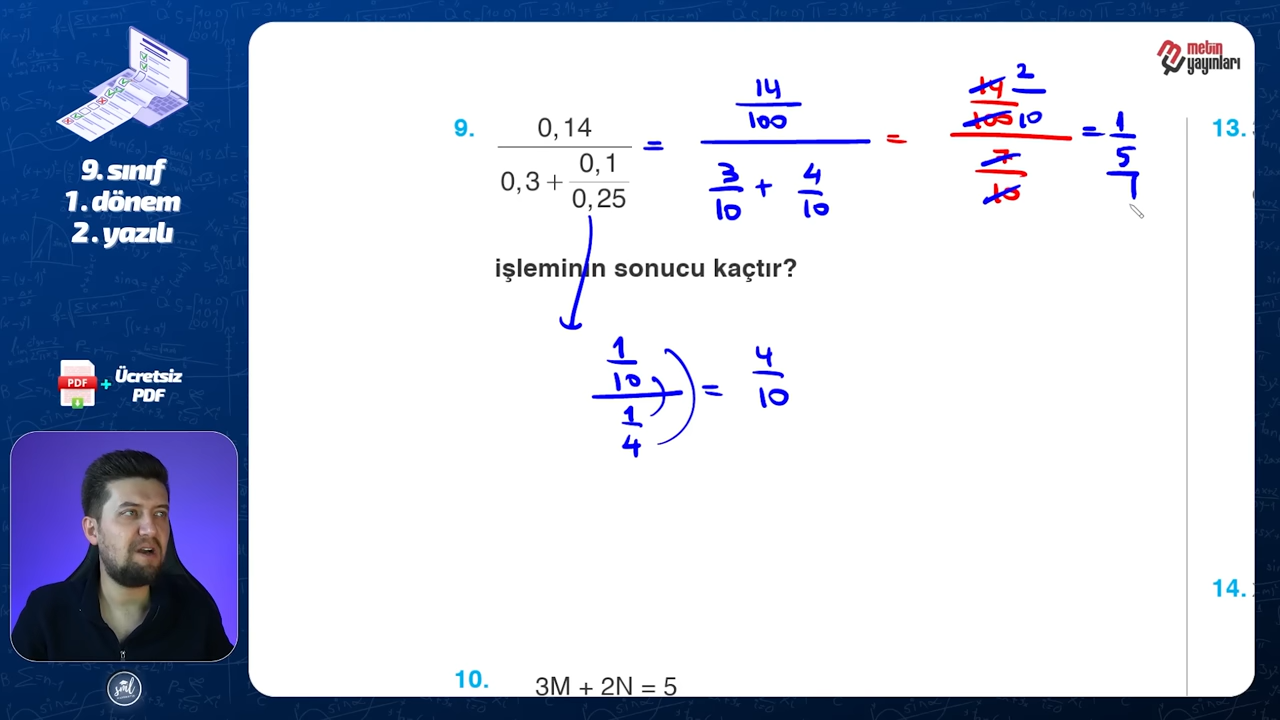 9. sınıf
1. dönem
2. yazılı
PDF + Ücretsiz
PDF
sml
metin
yayınları
9. 0,14 / (0,3 + 0,1 / 0,25) = (14/100) / (3/10 + 4/10) = (14/100 2/10) / (7/10) = 1/5/1
işleminin sonucu kaçtır?
(1/10) / (1/4) = 4/10
10. 3M + 2N = 5
13.
14.